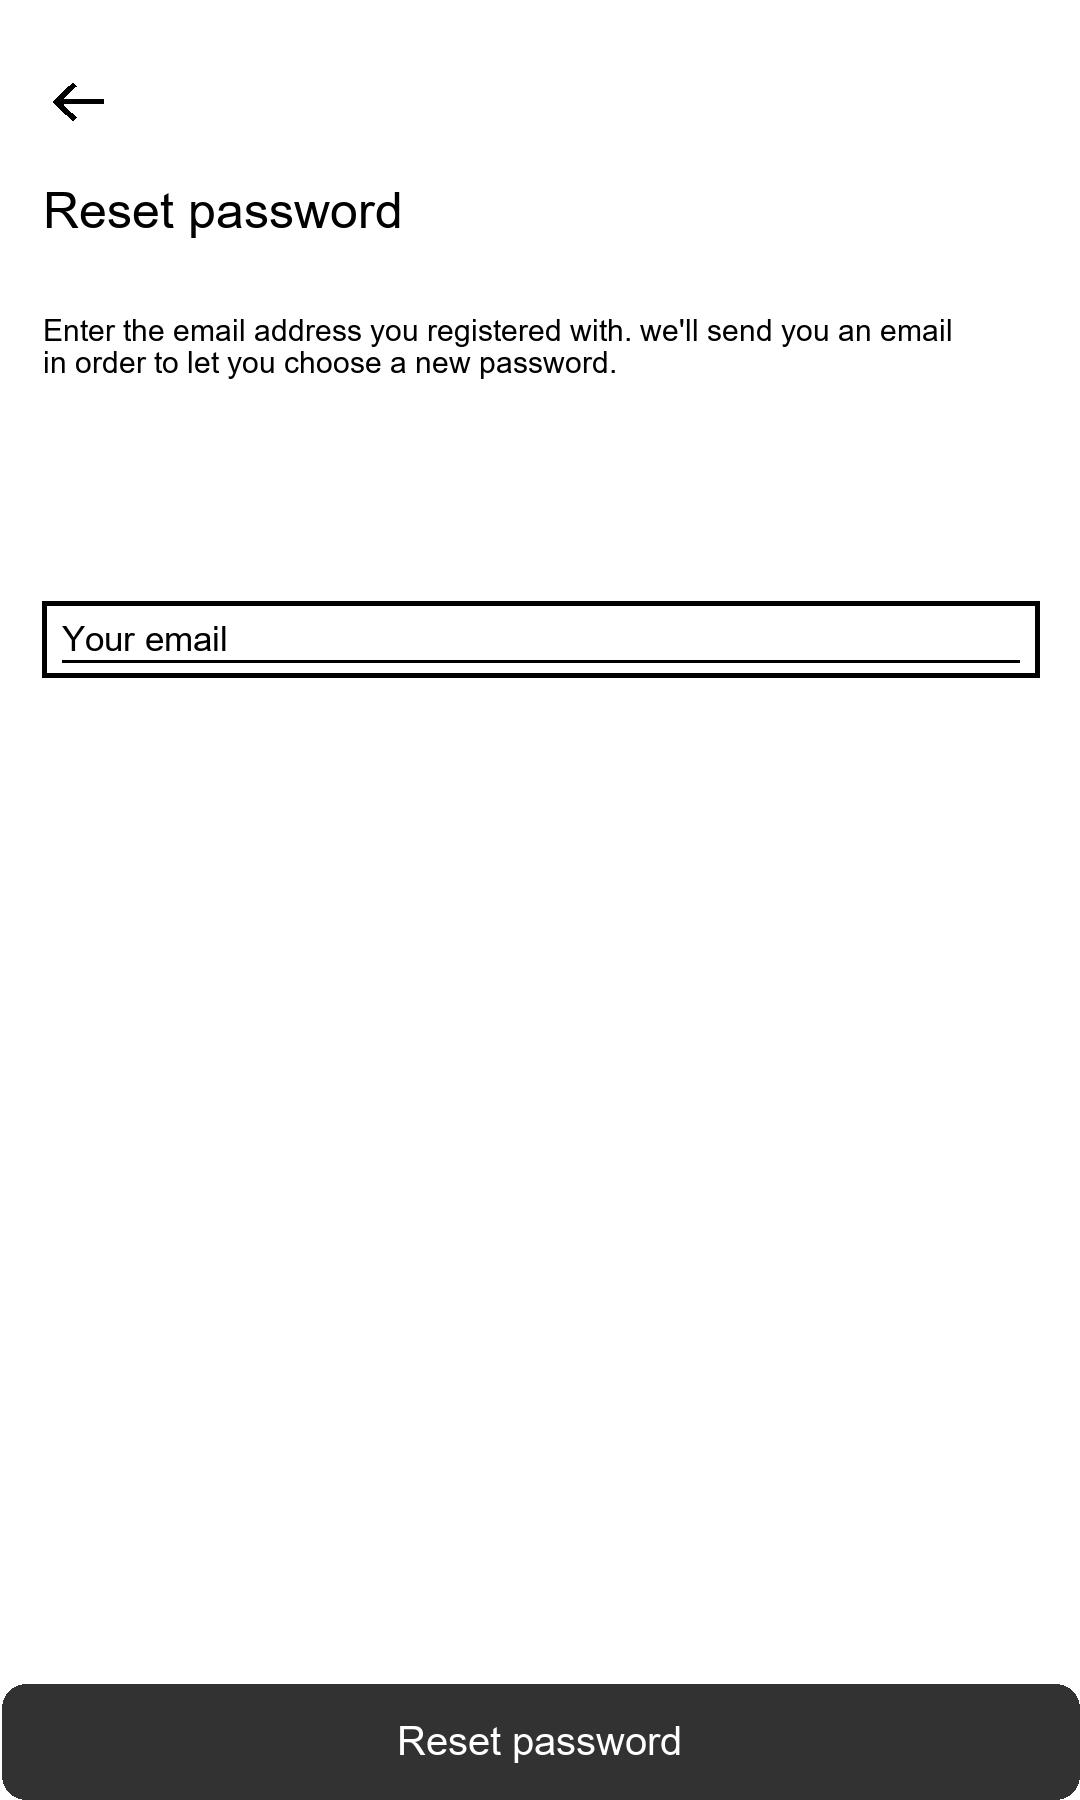 Reset password
Enter the email address you registered with. we'll send you an email
in order to let you choose a new password.
Your email
Reset password